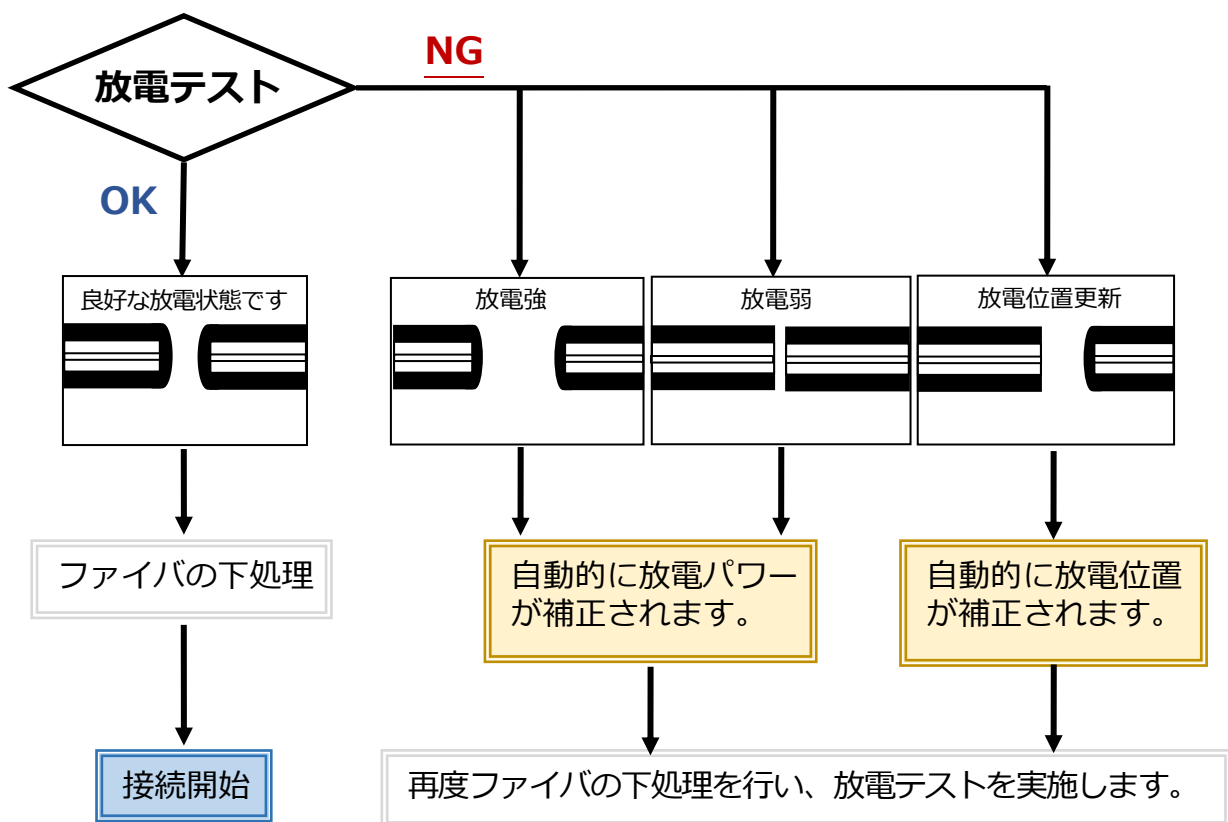 放電テスト
NG
OK
良好な放電状態です
放電強
放電弱
放電位置更新
ファイバの下処理
自動的に放電パワー
が補正されます。
自動的に放電位置
が補正されます。
接続開始
再度ファイバの下処理を行い、放電テストを実施します。